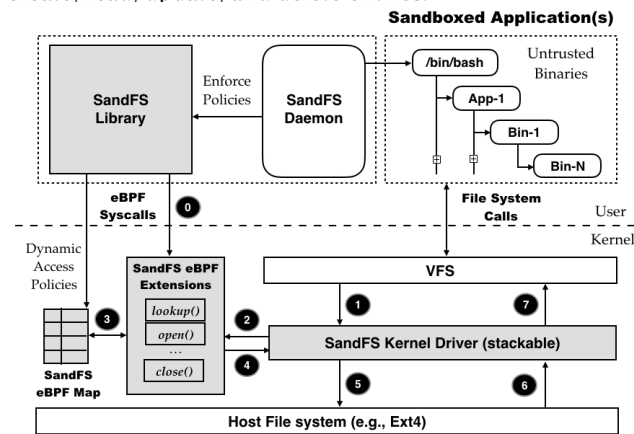 Sandboxed Application(s)
Untrusted
Binaries
/bin/bash
App-1
Bin-1
Bin-N
SandFS
Library
Enforce
Policies
SandFS
Daemon
eBPF
Syscalls
0
File System
Calls
User
Kernel
Dynamic
Access
Policies
SandFS eBPF
Extensions
lookup()
open()
...
close()
VFS
1
7
2
3
4
SandFS Kernel Driver (stackable)
SandFS
eBPF Map
5
6
Host File system (e.g., Ext4)